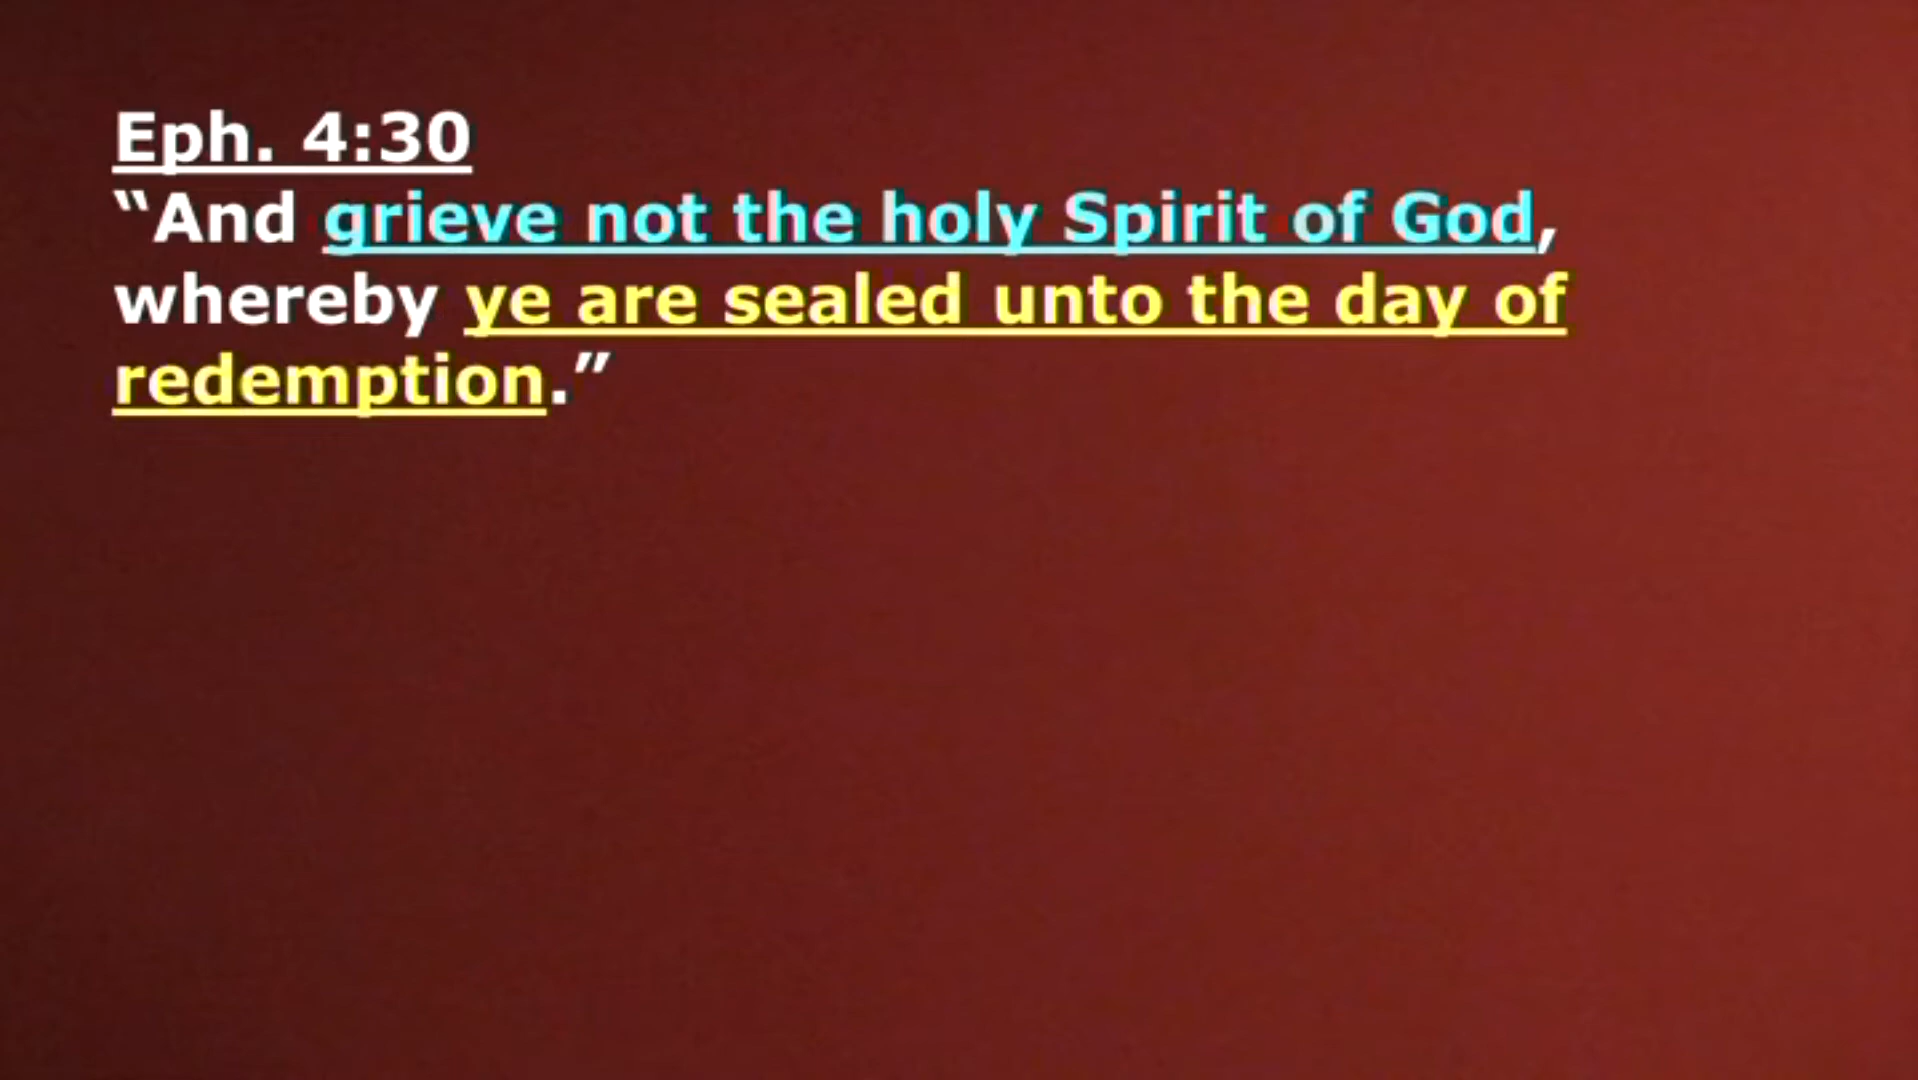 Eph. 4:30
“And grieve not the holy Spirit of God,
whereby ye are sealed unto the day of
redemption.”